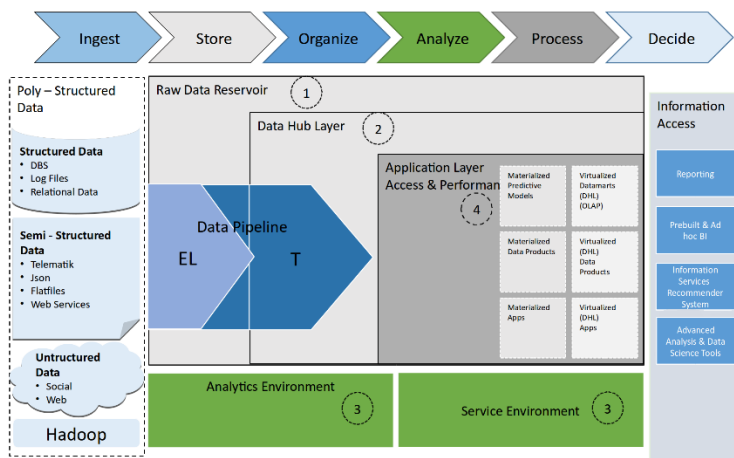 Ingest
Store
Organize
Analyze
Process
Decide
Poly – Structured
Data
Structured Data
• DBS
• Log Files
• Relational Data
Semi - Structured
Data
• Telematik
• Json
• Flatfiles
• Web Services
Untructured
Data
• Social
• Web
Hadoop
Raw Data Reservoir
1
Data Hub Layer
2
Application Layer
Access & Performan
4
Data Pipeline
EL
T
Materialized
Predictive
Models
Virtualized
Datamarts
(DHL)
(OLAP)
Materialized
Data Products
Virtualized
(DHL)
Data
Products
Materialized
Apps
Virtualized
(DHL)
Apps
Analytics Environment
3
Service Environment
3
Information
Access
Reporting
Prebuilt & Ad
hoc BI
Information
Services
Recommender
System
Advanced
Analysis & Data
Science Tools